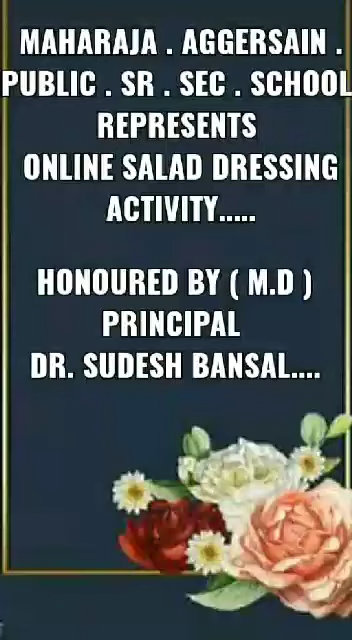 MAHARAJA . AGGERSAIN .
PUBLIC . SR . SEC . SCHOOL
REPRESENTS
ONLINE SALAD DRESSING
ACTIVITY.....
HONOURED BY ( M.D )
PRINCIPAL
DR. SUDESH BANSAL....